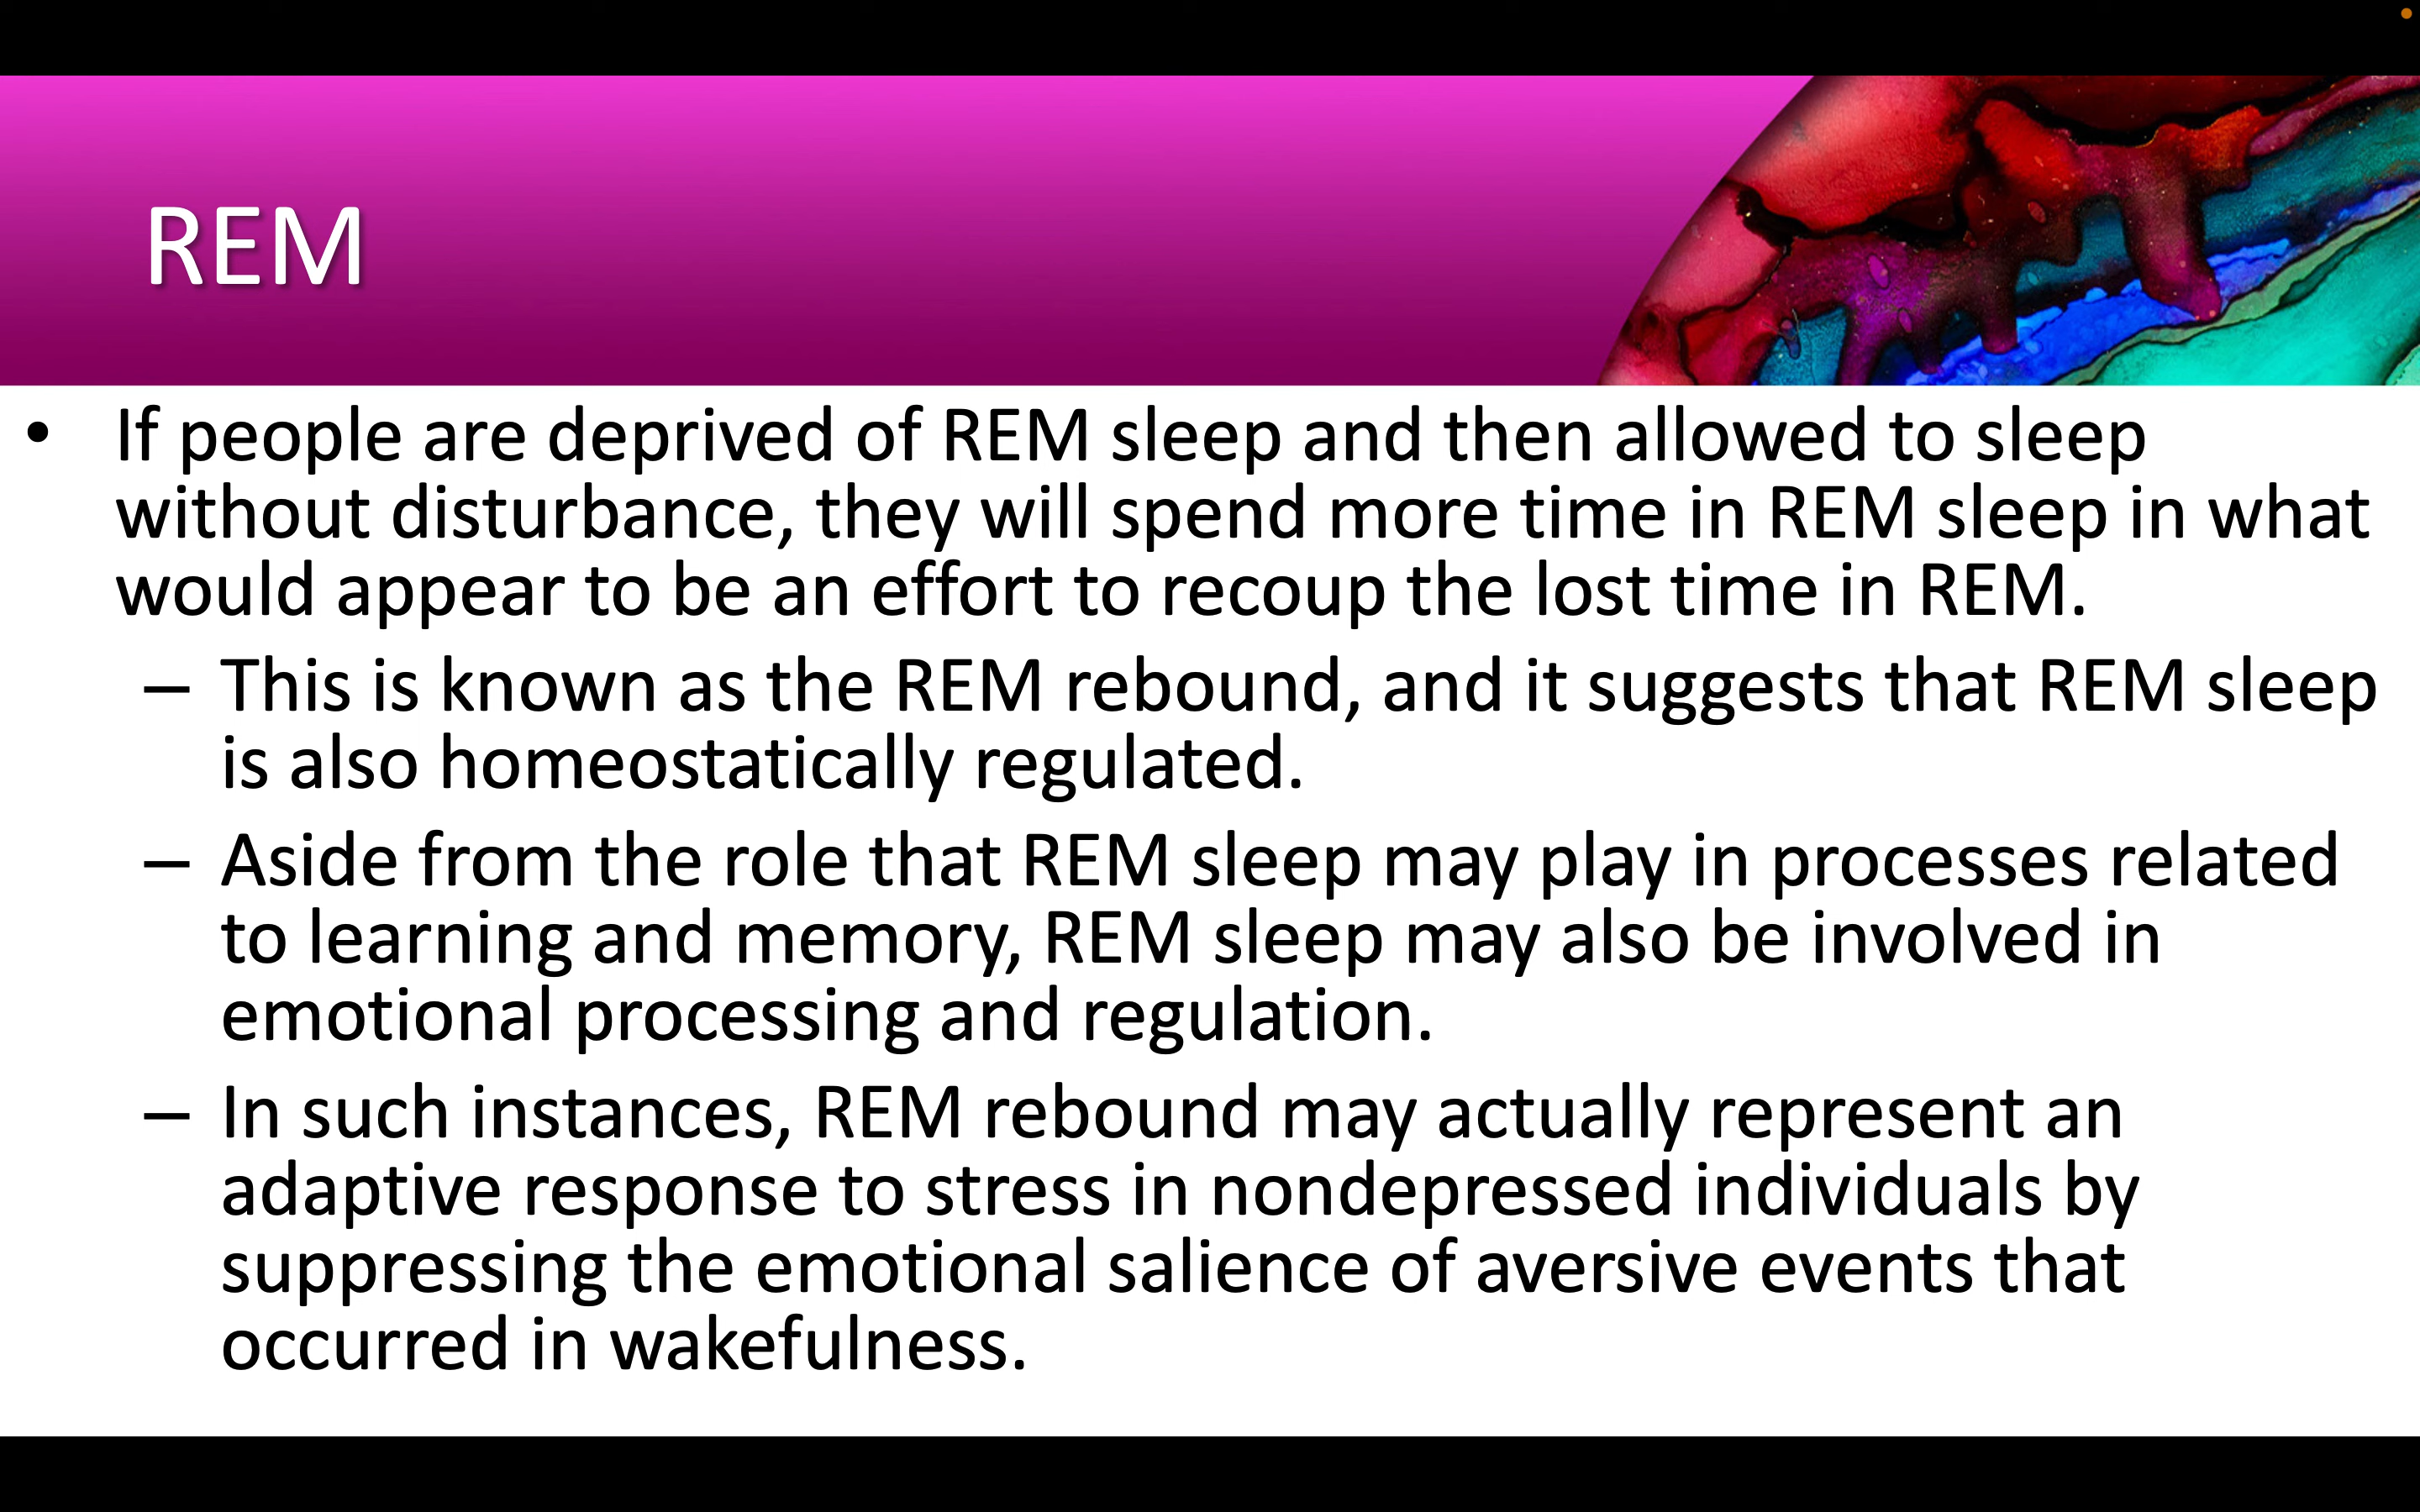 REM
• If people are deprived of REM sleep and then allowed to sleep
without disturbance, they will spend more time in REM sleep in what
would appear to be an effort to recoup the lost time in REM.
– This is known as the REM rebound, and it suggests that REM sleep
is also homeostatically regulated.
– Aside from the role that REM sleep may play in processes related
to learning and memory, REM sleep may also be involved in
emotional processing and regulation.
– In such instances, REM rebound may actually represent an
adaptive response to stress in nondepressed individuals by
suppressing the emotional salience of aversive events that
occurred in wakefulness.